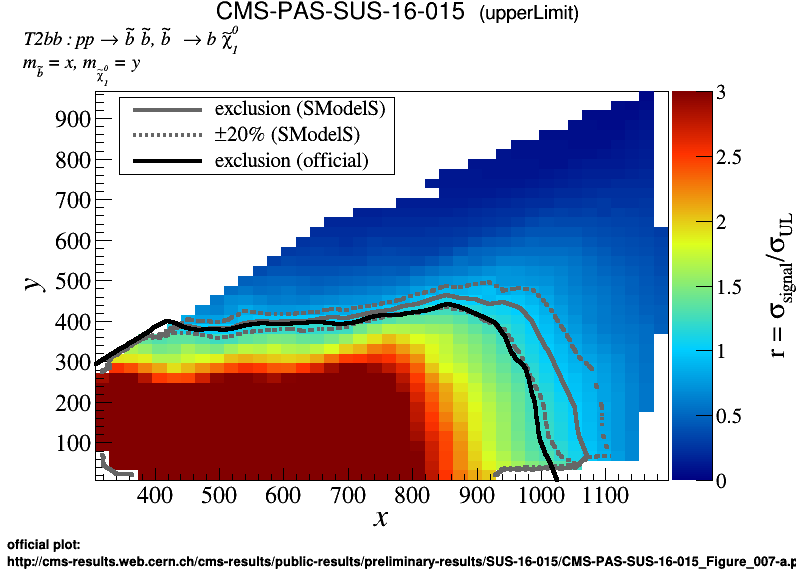 CMS-PAS-SUS-16-015 (upperLimit)
T2bb : pp → b̃ b̃, b̃ → b χ̃₁⁰
m_b̃ = x, m_χ̃₁⁰ = y
exclusion (SModelS)
±20% (SModelS)
exclusion (official)
900
800
700
600
500
400
300
200
100
y
400 500 600 700 800 900 1000 1100
x
3
2.5
2
1.5
1
0.5
0
r = σ_signal/σ_UL
official plot:
http://cms-results.web.cern.ch/cms-results/public-results/preliminary-results/SUS-16-015/CMS-PAS-SUS-16-015_Figure_007-a.p